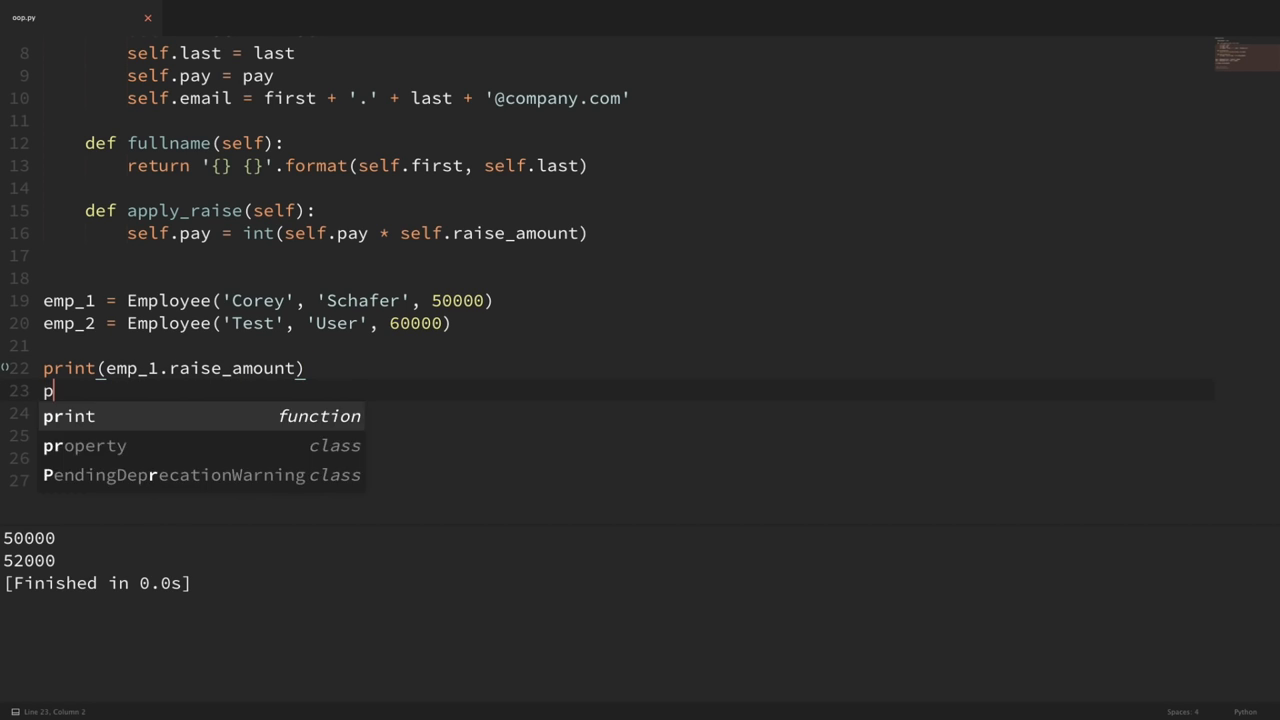 oop.py
8 self.last = last
9 self.pay = pay
10 self.email = first + '.' + last + '@company.com'
11
12 def fullname(self):
13 return '{} {}'.format(self.first, self.last)
14
15 def apply_raise(self):
16 self.pay = int(self.pay * self.raise_amount)
17
18
19 emp_1 = Employee('Corey', 'Schafer', 50000)
20 emp_2 = Employee('Test', 'User', 60000)
21
22 print(emp_1.raise_amount)
23 p
24 print function
25 property class
26 PendingDeprecationWarning class
27
50000
52000
[Finished in 0.0s]
Line 23, Column 2 Spaces: 4 Python